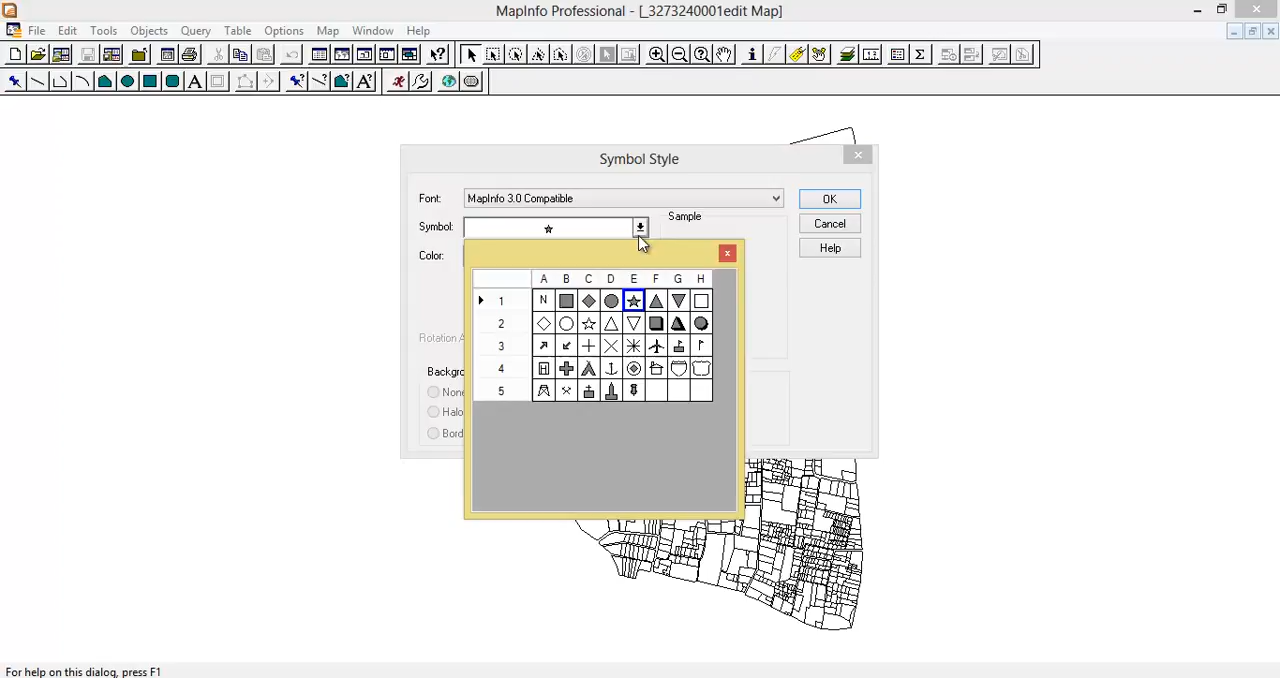 MapInfo Professional - [_3273240001edit Map]
File Edit Tools Objects Query Table Options Map Window Help
Symbol Style
Font: MapInfo 3.0 Compatible OK
Symbol: Sample Cancel
Color: Help
A B C D E F G H
1 N
2
3
4 H
5
Rotation A
Backgro
None
Halo
Bord
For help on this dialog, press F1